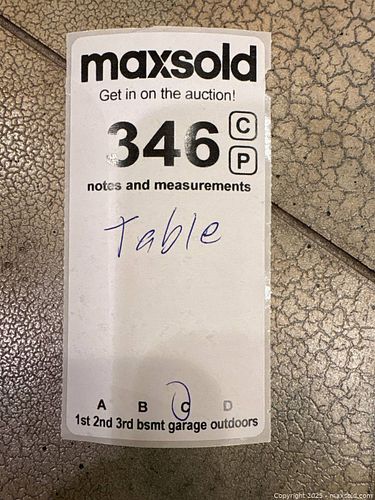 maxsold
Get in on the auction!
346 C
P
notes and measurements
Table
A B C D
1st 2nd 3rd bsmt garage outdoors
Copyright 2025 - maxsold.com